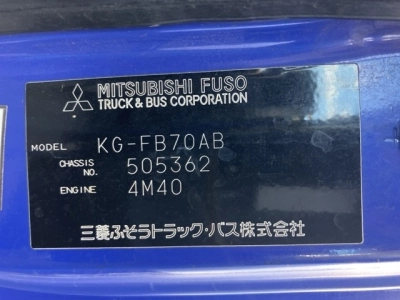 MITSUBISHI FUSO
TRUCK & BUS CORPORATION
MODEL KG-FB70AB
CHASSIS NO. 505362
ENGINE 4M40
三菱ふそうトラック・バス株式会社